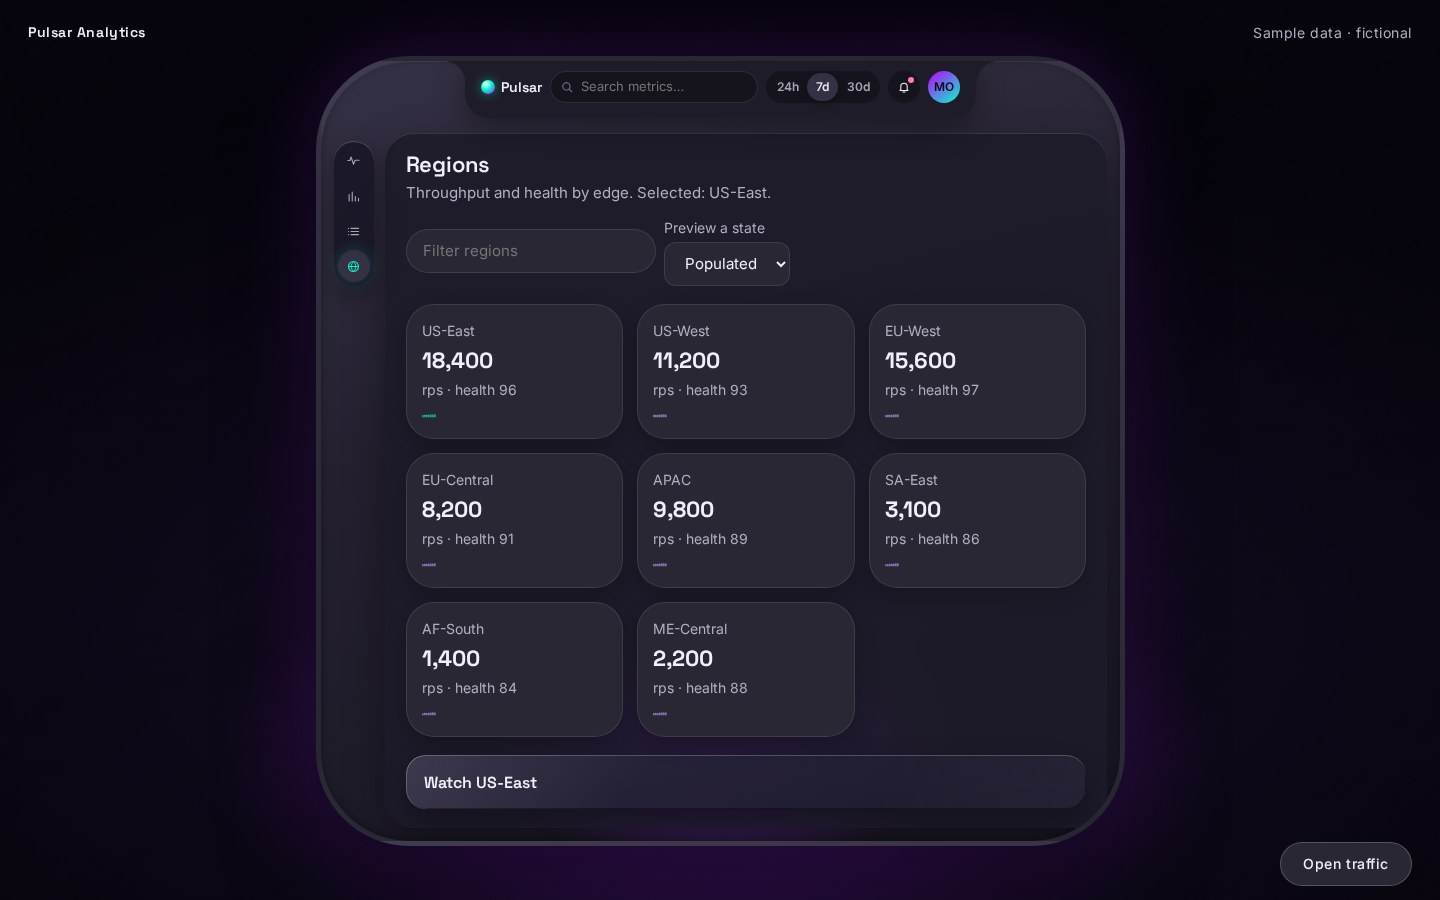 Pulsar Analytics
Sample data · fictional
Pulsar
Search metrics...
24h
7d
30d
MO
Regions
Throughput and health by edge. Selected: US-East.
Filter regions
Preview a state
Populated
US-East
18,400
rps · health 96
US-West
11,200
rps · health 93
EU-West
15,600
rps · health 97
EU-Central
8,200
rps · health 91
APAC
9,800
rps · health 89
SA-East
3,100
rps · health 86
AF-South
1,400
rps · health 84
ME-Central
2,200
rps · health 88
Watch US-East
Open traffic